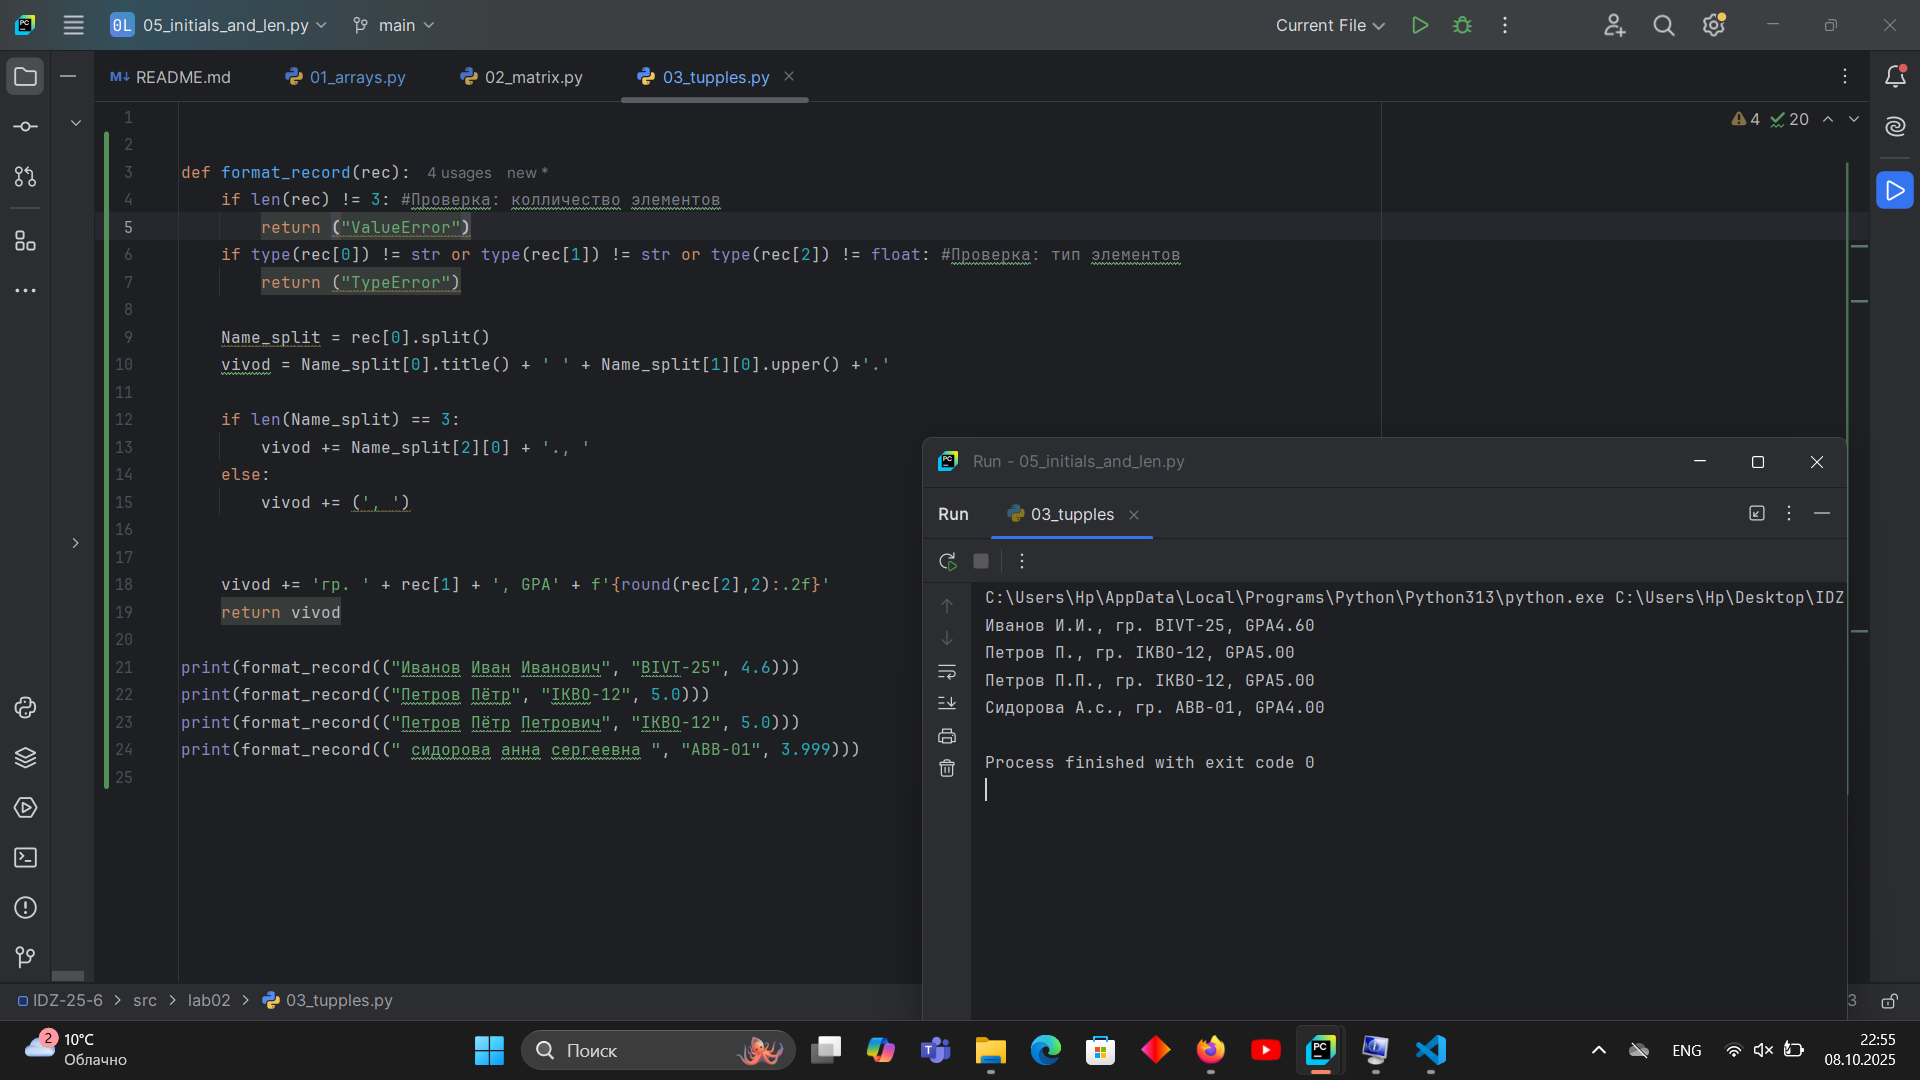 0L 05_initials_and_len.py main Current File
README.md 01_arrays.py 02_matrix.py 03_tupples.py
4 20
1
2
3 def format_record(rec): 4 usages new *
4 if len(rec) != 3: #Проверка: колличество элементов
5 return ("ValueError")
6 if type(rec[0]) != str or type(rec[1]) != str or type(rec[2]) != float: #Проверка: тип элементов
7 return ("TypeError")
8
9 Name_split = rec[0].split()
10 vivod = Name_split[0].title() + ' ' + Name_split[1][0].upper() +'.'
11
12 if len(Name_split) == 3:
13 vivod += Name_split[2][0] + '., '
14 else:
15 vivod += (', ')
16
17
18 vivod += 'гр. ' + rec[1] + ', GPA' + f'{round(rec[2],2):.2f}'
19 return vivod
20
21 print(format_record(("Иванов Иван Иванович", "BIVT-25", 4.6)))
22 print(format_record(("Петров Пётр", "IKBO-12", 5.0)))
23 print(format_record(("Петров Пётр Петрович", "IKBO-12", 5.0)))
24 print(format_record((" сидорова анна сергеевна ", "ABB-01", 3.999)))
25
Run - 05_initials_and_len.py
Run 03_tupples
C:\Users\Hp\AppData\Local\Programs\Python\Python313\python.exe C:\Users\Hp\Desktop\IDZ
Иванов И.И., гр. BIVT-25, GPA4.60
Петров П., гр. IKBO-12, GPA5.00
Петров П.П., гр. IKBO-12, GPA5.00
Сидорова А.с., гр. ABB-01, GPA4.00
Process finished with exit code 0
IDZ-25-6 src lab02 03_tupples.py
3
2 10°C
Облачно
Поиск
ENG
22:55
08.10.2025